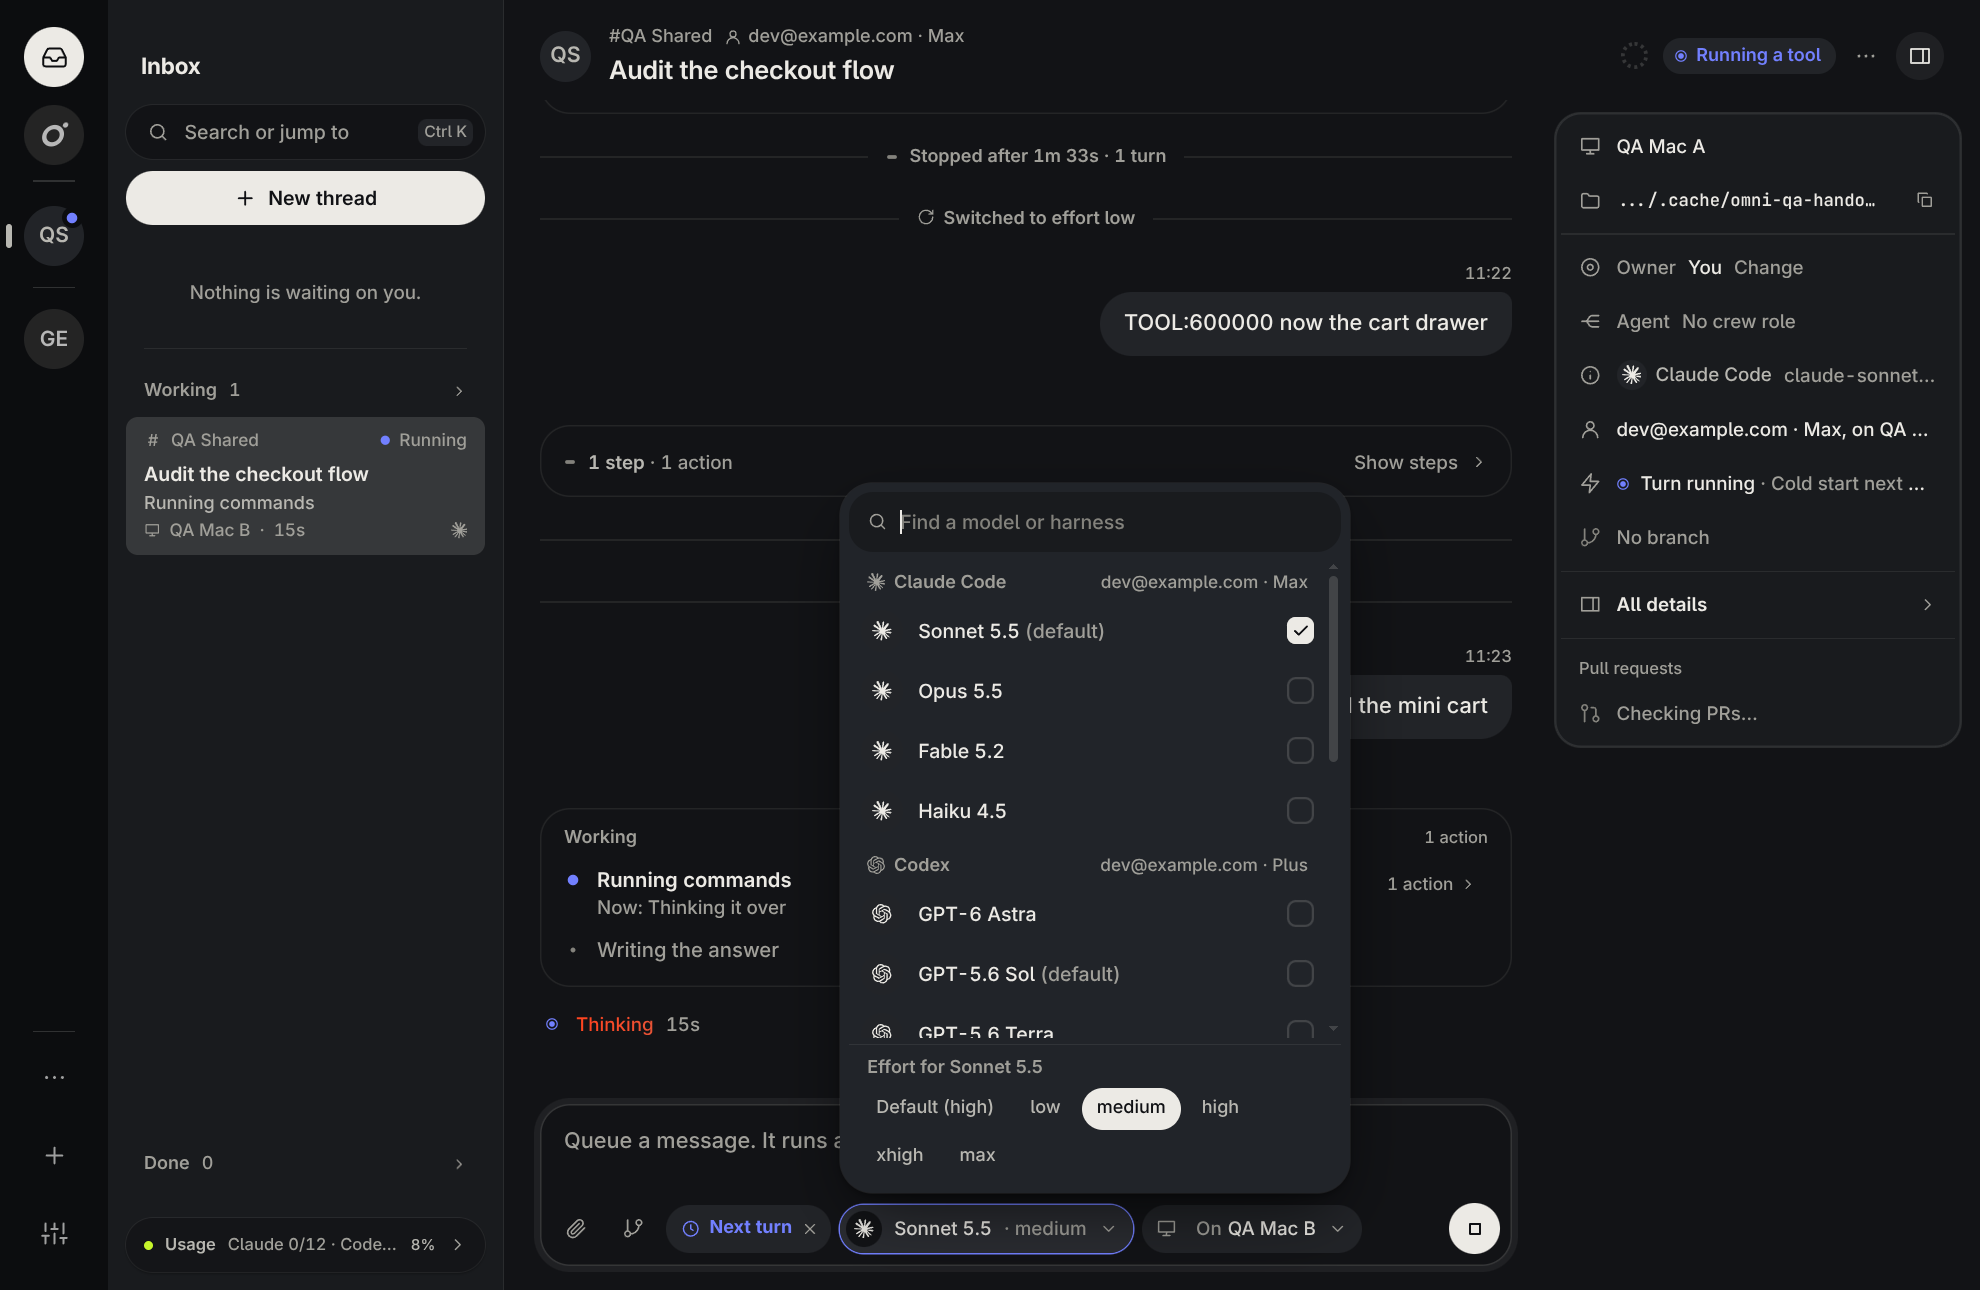 Inbox
Search or jump to
Ctrl K
New thread
QS
GE
Nothing is waiting on you.
Working 1
# QA Shared
Running
Audit the checkout flow
Running commands
QA Mac B · 15s
Done 0
Usage Claude 0/12 · Code... 8%
QS
#QA Shared dev@example.com · Max
Audit the checkout flow
Running a tool
Stopped after 1m 33s · 1 turn
Switched to effort low
11:22
TOOL:600000 now the cart drawer
1 step · 1 action
Show steps
11:23
the mini cart
Working
1 action
Running commands
Now: Thinking it over
1 action
Writing the answer
Thinking 15s
Find a model or harness
Claude Code
dev@example.com · Max
Sonnet 5.5 (default)
Opus 5.5
Fable 5.2
Haiku 4.5
Codex
dev@example.com · Plus
GPT-6 Astra
GPT-5.6 Sol (default)
GPT-5.6 Terra
Effort for Sonnet 5.5
Default (high)
low
medium
high
xhigh
max
Queue a message. It runs
Next turn
Sonnet 5.5 · medium
On QA Mac B
QA Mac A
.../.cache/omni-qa-hando...
Owner You Change
Agent No crew role
Claude Code claude-sonnet...
dev@example.com · Max, on QA ...
Turn running · Cold start next ...
No branch
All details
Pull requests
Checking PRs...